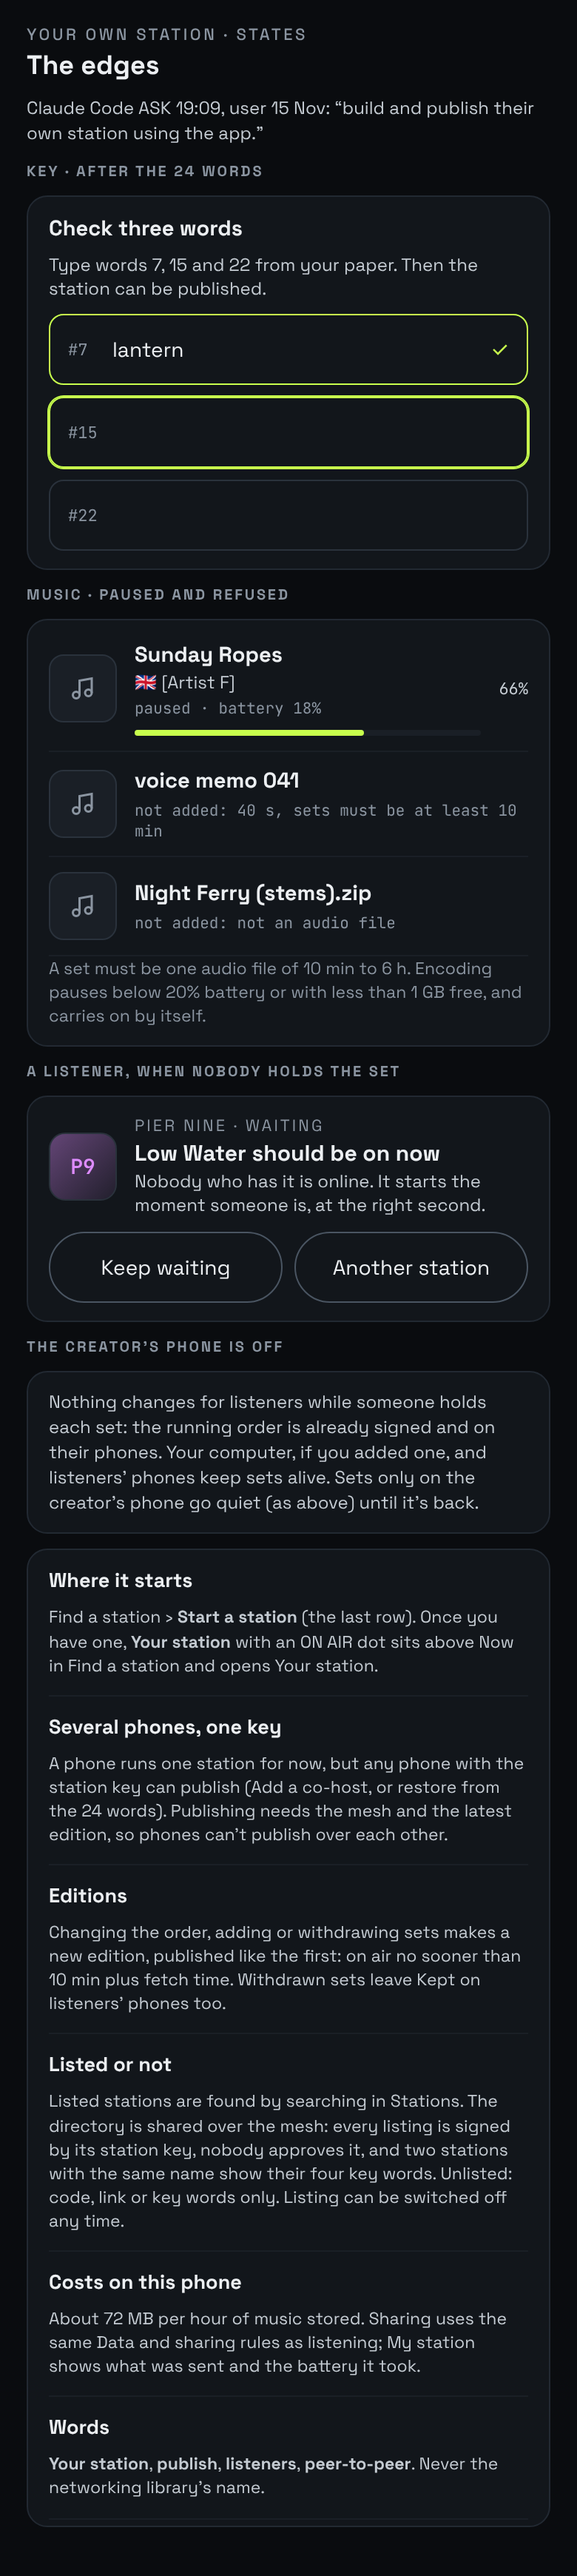 YOUR OWN STATION · STATES
The edges
Claude Code ASK 19:09, user 15 Nov: “build and publish their
own station using the app.”
KEY · AFTER THE 24 WORDS
Check three words
Type words 7, 15 and 22 from your paper. Then the
station can be published.
#7 lantern
#15
#22
MUSIC · PAUSED AND REFUSED
Sunday Ropes
🇬🇧 [Artist F]
66%
paused · battery 18%
voice memo 041
not added: 40 s, sets must be at least 10
min
Night Ferry (stems).zip
not added: not an audio file
A set must be one audio file of 10 min to 6 h. Encoding
pauses below 20% battery or with less than 1 GB free, and
carries on by itself.
A LISTENER, WHEN NOBODY HOLDS THE SET
PIER NINE · WAITING
P9
Low Water should be on now
Nobody who has it is online. It starts the
moment someone is, at the right second.
Keep waiting
Another station
THE CREATOR’S PHONE IS OFF
Nothing changes for listeners while someone holds
each set: the running order is already signed and on
their phones. Your computer, if you added one, and
listeners’ phones keep sets alive. Sets only on the
creator’s phone go quiet (as above) until it’s back.
Where it starts
Find a station › Start a station (the last row). Once you
have one, Your station with an ON AIR dot sits above Now
in Find a station and opens Your station.
Several phones, one key
A phone runs one station for now, but any phone with the
station key can publish (Add a co-host, or restore from
the 24 words). Publishing needs the mesh and the latest
edition, so phones can’t publish over each other.
Editions
Changing the order, adding or withdrawing sets makes a
new edition, published like the first: on air no sooner than
10 min plus fetch time. Withdrawn sets leave Kept on
listeners’ phones too.
Listed or not
Listed stations are found by searching in Stations. The
directory is shared over the mesh: every listing is signed
by its station key, nobody approves it, and two stations
with the same name show their four key words. Unlisted:
code, link or key words only. Listing can be switched off
any time.
Costs on this phone
About 72 MB per hour of music stored. Sharing uses the
same Data and sharing rules as listening; My station
shows what was sent and the battery it took.
Words
Your station, publish, listeners, peer-to-peer. Never the
networking library’s name.